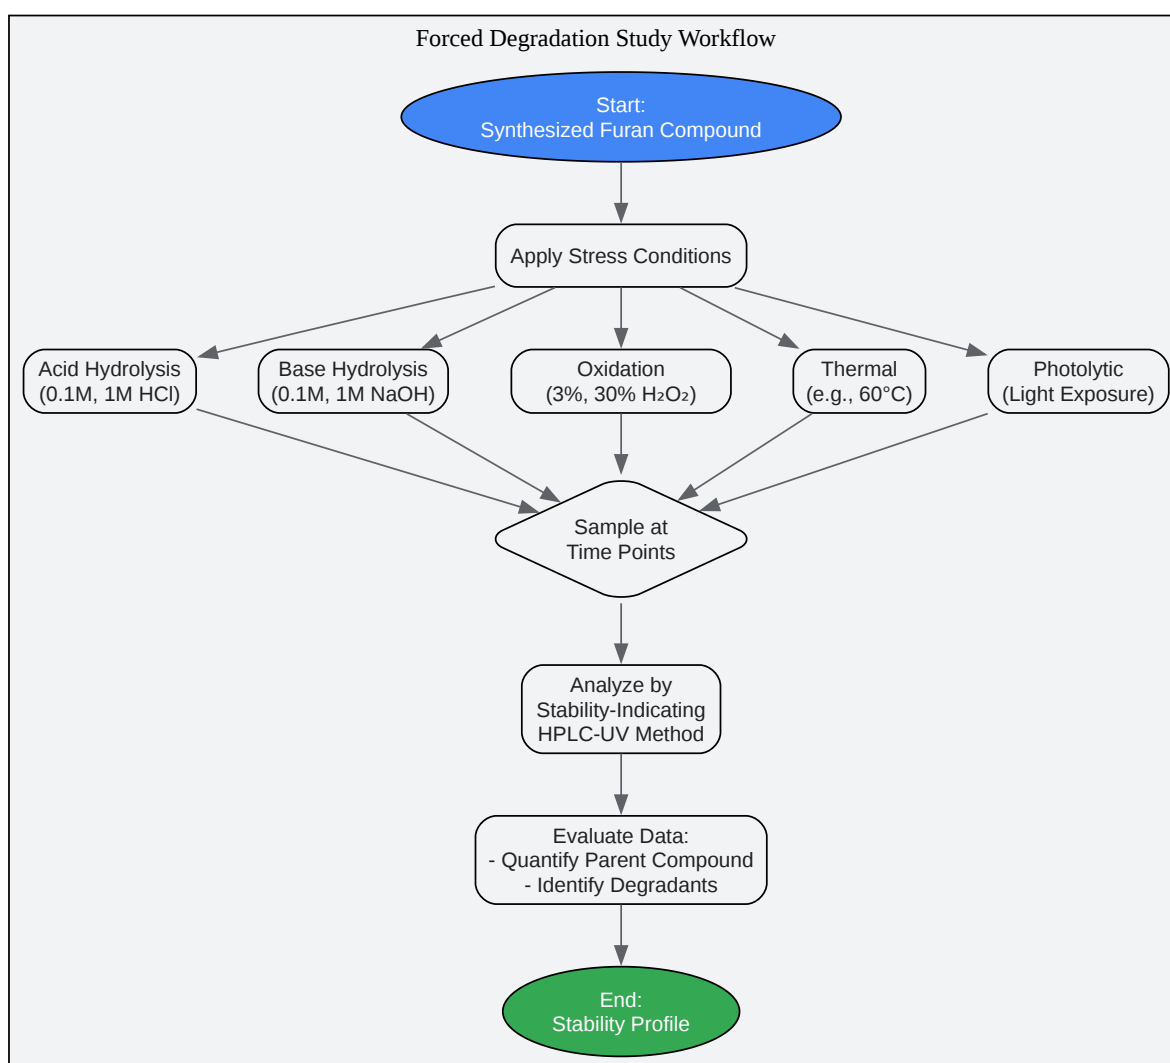 Forced Degradation Study Workflow
Start:
Synthesized Furan Compound
Apply Stress Conditions
Acid Hydrolysis
(0.1M, 1M HCl)
Base Hydrolysis
(0.1M, 1M NaOH)
Oxidation
(3%, 30% H₂O₂)
Thermal
(e.g., 60°C)
Photolytic
(Light Exposure)
Sample at
Time Points
Analyze by
Stability-Indicating
HPLC-UV Method
Evaluate Data:
- Quantify Parent Compound
- Identify Degradants
End:
Stability Profile